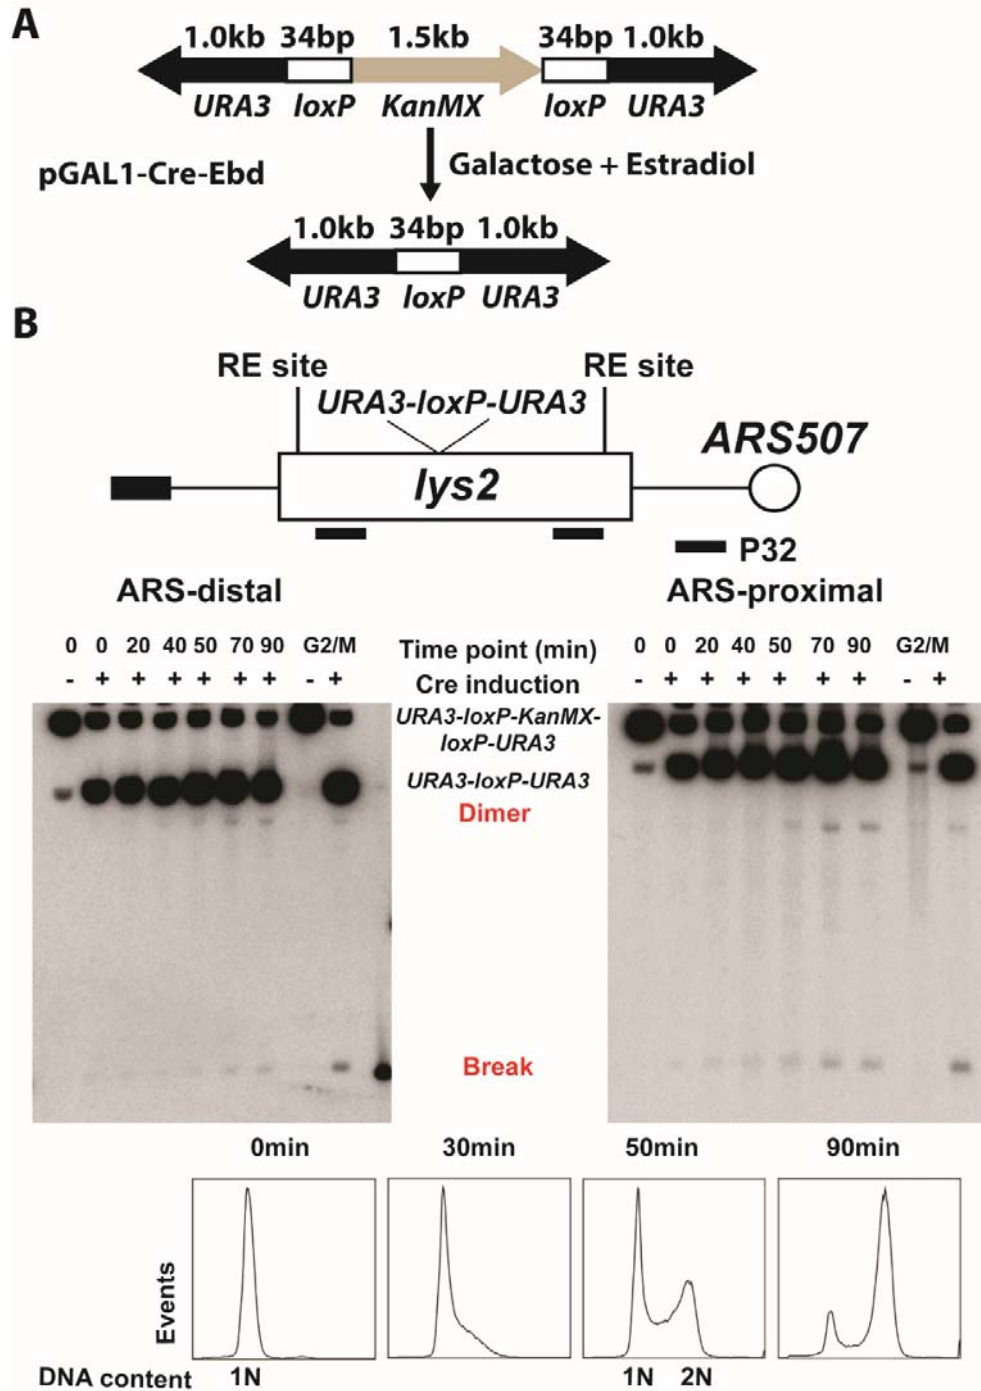 A
1.0kb 34bp 1.5kb 34bp 1.0kb
URA3 loxP KanMX loxP URA3
pGAL1-Cre-Ebd
Galactose + Estradiol
1.0kb 34bp 1.0kb
URA3 loxP URA3
B
RE site RE site
URA3-loxP-URA3
ARS507
lys2
P32
ARS-distal ARS-proximal
0 0 20 40 50 70 90 G2/M Time point (min) 0 0 20 40 50 70 90 G2/M
- + + + + + + - + Cre induction - + + + + + + - +
URA3-loxP-KanMX-
loxP-URA3
URA3-loxP-URA3
Dimer
Break
0min 30min 50min 90min
Events
DNA content 1N 1N 2N